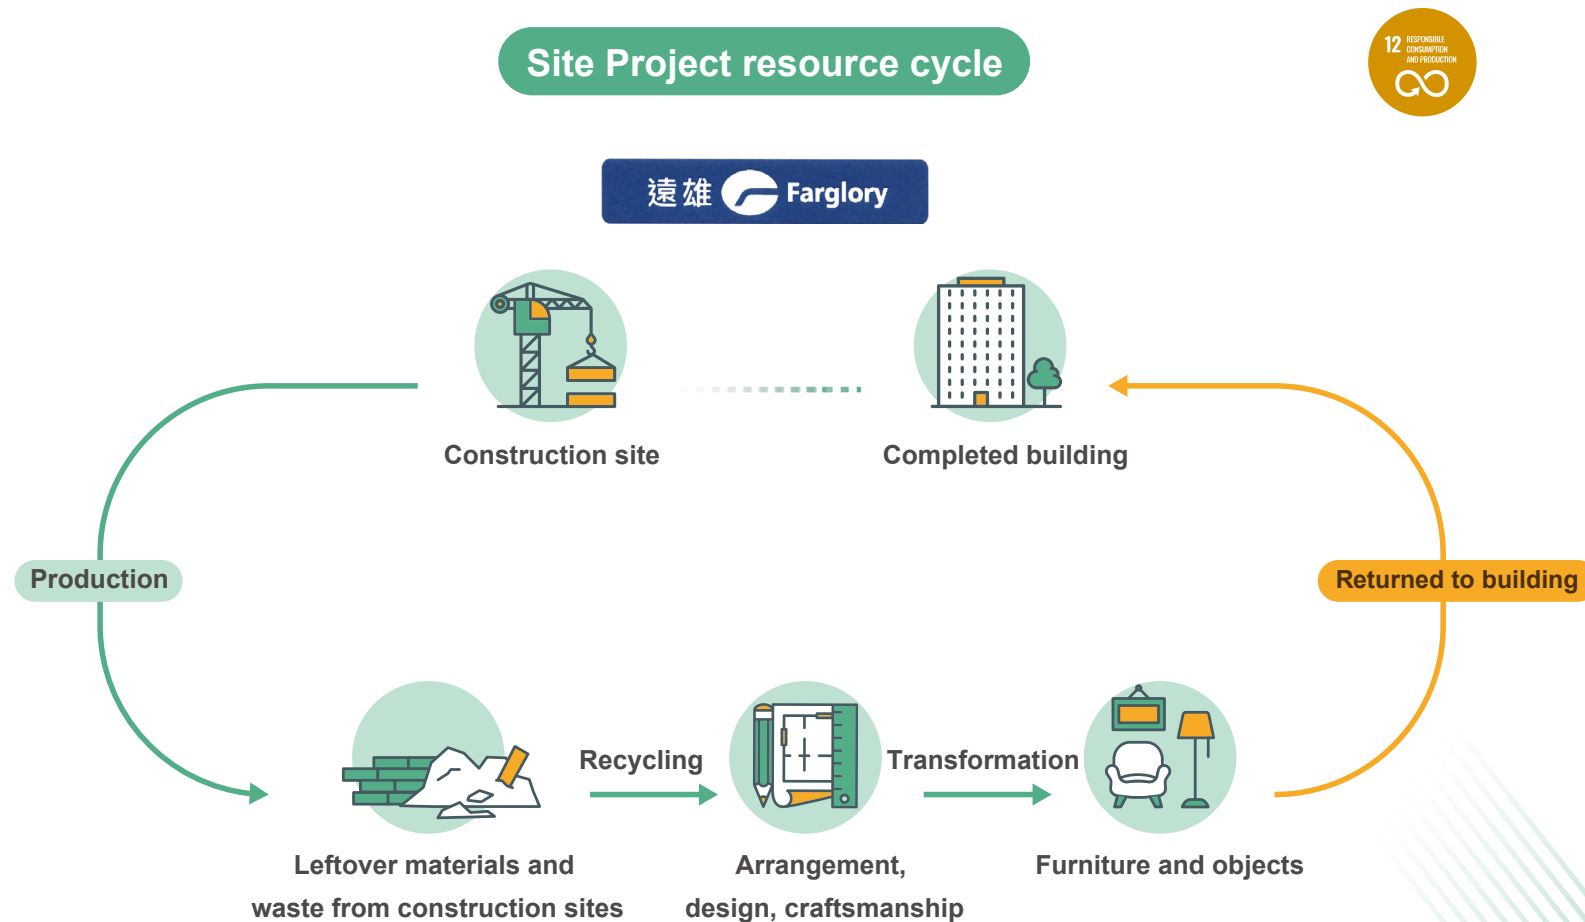 Site Project resource cycle
12 RESPONSIBLE
CONSUMPTION
AND PRODUCTION
遠雄 Farglory
Construction site
Completed building
Production
Returned to building
Recycling
Transformation
Leftover materials and
waste from construction sites
Arrangement,
design, craftsmanship
Furniture and objects